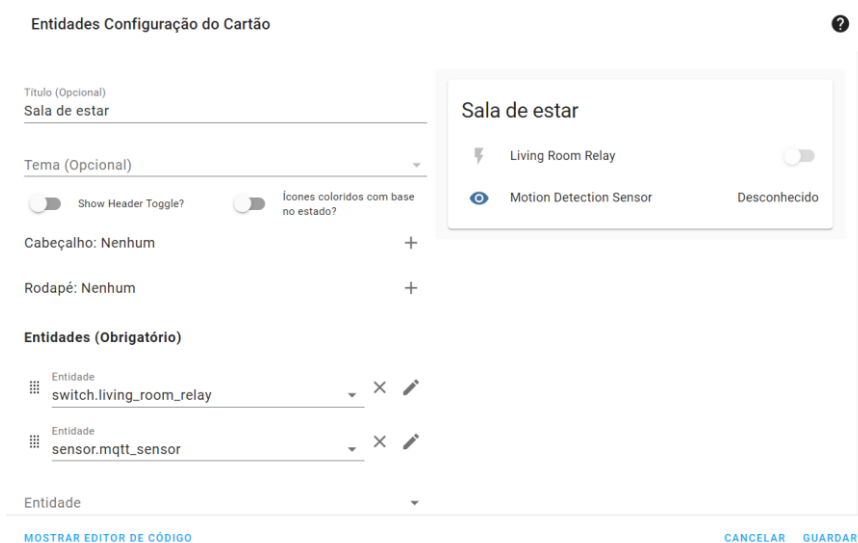 Entidades Configuração do Cartão
Título (Opcional)
Sala de estar
Tema (Opcional)
Show Header Toggle?
Ícones coloridos com base
no estado?
Cabeçalho: Nenhum
Rodapé: Nenhum
Entidades (Obrigatório)
Entidade
switch.living_room_relay
Entidade
sensor.mqtt_sensor
Entidade
Sala de estar
Living Room Relay
Motion Detection Sensor Desconhecido
MOSTRAR EDITOR DE CÓDIGO
CANCELAR GUARDAR